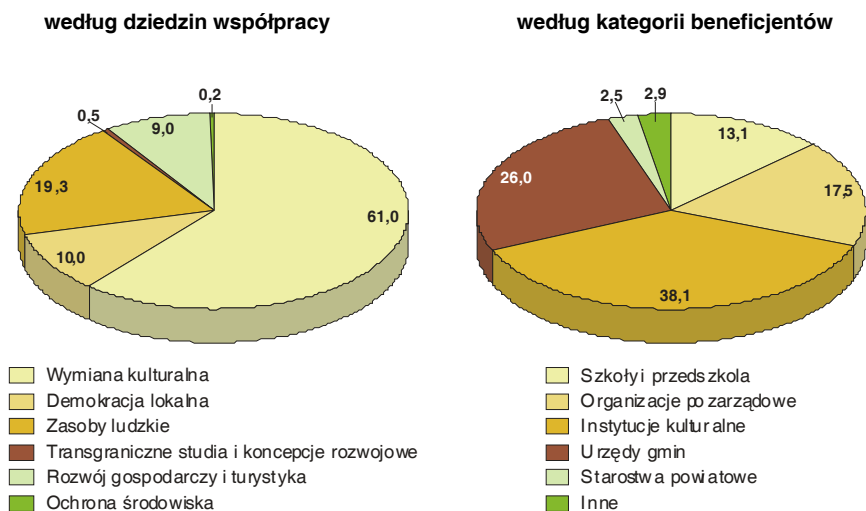 według dziedzin współpracy
0,2
0,5
9,0
19,3
61,0
10,0
Wymiana kulturalna
Demokracja lokalna
Zasoby ludzkie
Transgraniczne studia i koncepcje rozwojowe
Rozwój gospodarczy i turystyka
Ochrona środowiska
według kategorii beneficjentów
2,5
2,9
13,1
26,0
17,5
38,1
Szkoły i przedszkola
Organizacje pozarządowe
Instytucje kulturalne
Urzędy gmin
Starostwa powiatowe
Inne